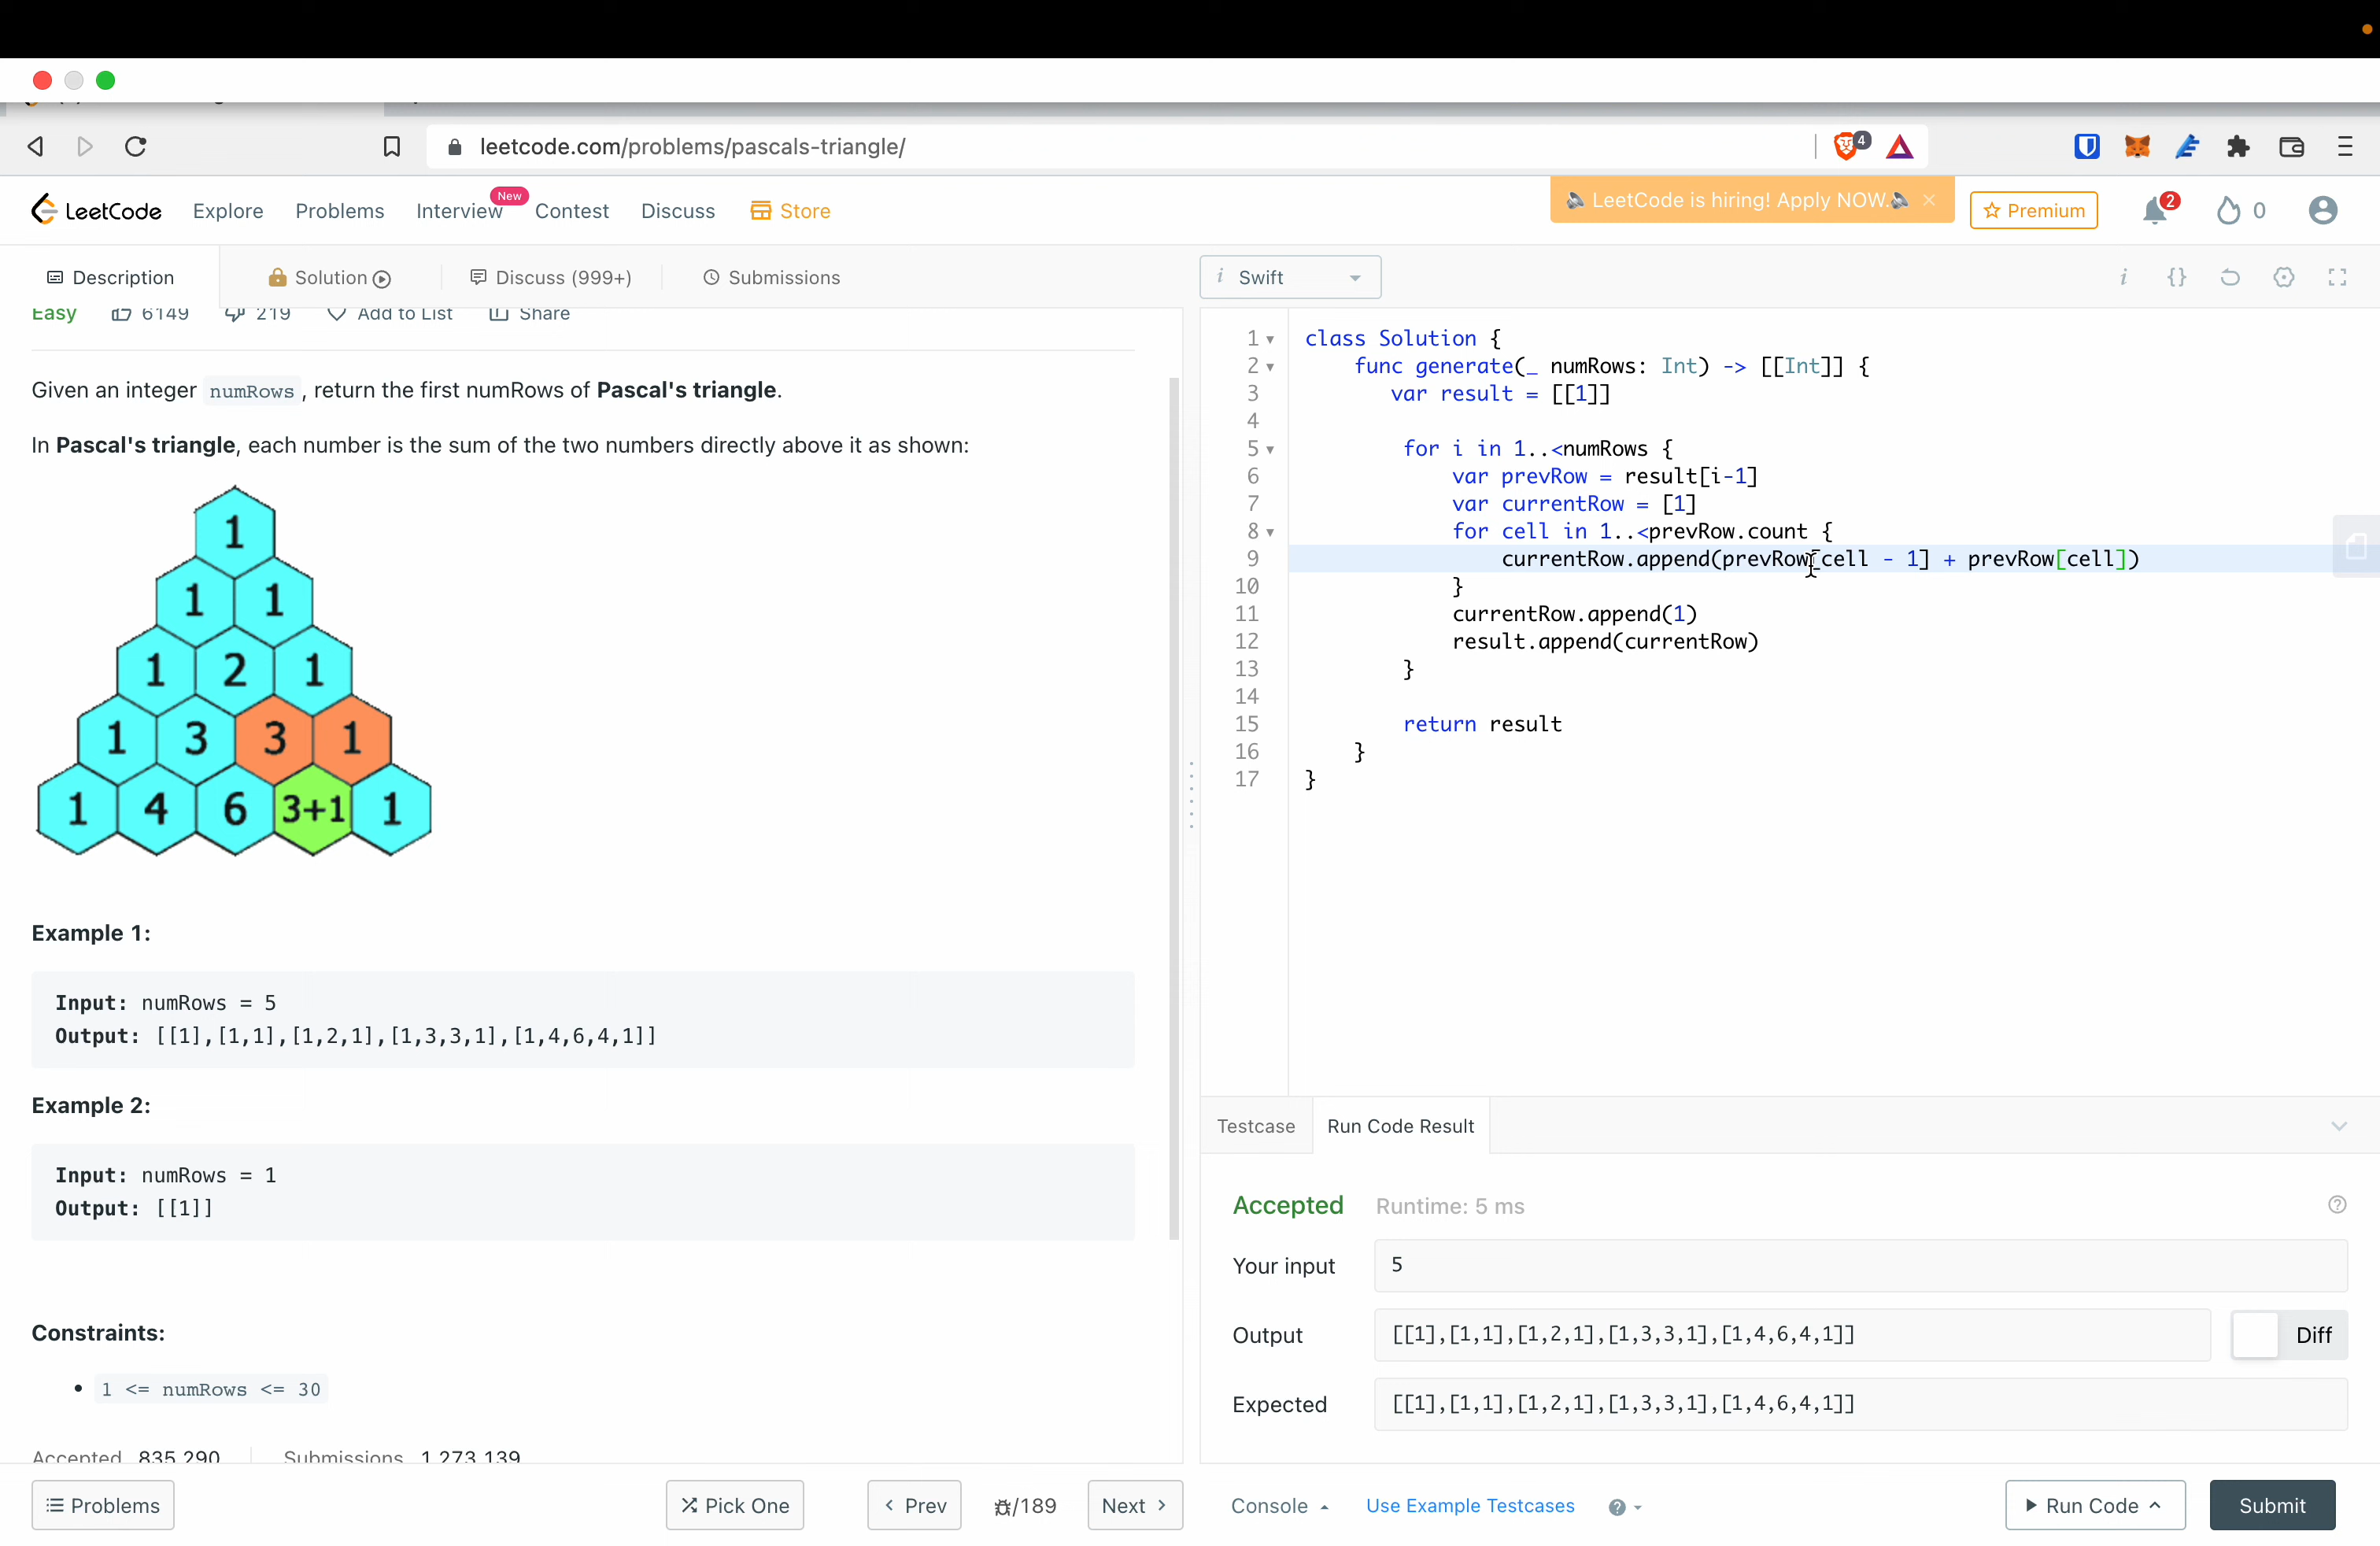 leetcode.com/problems/pascals-triangle/
4
LeetCode
Explore
Problems
Interview
New
Contest
Discuss
Store
LeetCode is hiring! Apply NOW.
Premium
2
0
Description
Solution
Discuss (999+)
Submissions
i Swift
Easy 6149 219 Add to List Share
Given an integer numRows, return the first numRows of Pascal's triangle.
In Pascal's triangle, each number is the sum of the two numbers directly above it as shown:
1
1 1
1 2 1
1 3 3 1
1 4 6 3+1 1
Example 1:
Input: numRows = 5
Output: [[1],[1,1],[1,2,1],[1,3,3,1],[1,4,6,4,1]]
Example 2:
Input: numRows = 1
Output: [[1]]
Constraints:
• 1 <= numRows <= 30
Accepted 835,290 Submissions 1,273,139
Problems
Pick One
Prev
/189
Next
1 class Solution {
2 func generate(_ numRows: Int) -> [[Int]] {
3 var result = [[1]]
4
5 for i in 1..<numRows {
6 var prevRow = result[i-1]
7 var currentRow = [1]
8 for cell in 1..<prevRow.count {
9 currentRow.append(prevRow[cell - 1] + prevRow[cell])
10 }
11 currentRow.append(1)
12 result.append(currentRow)
13 }
14
15 return result
16 }
17 }
Testcase
Run Code Result
Accepted Runtime: 5 ms
Your input 5
Output [[1],[1,1],[1,2,1],[1,3,3,1],[1,4,6,4,1]] Diff
Expected [[1],[1,1],[1,2,1],[1,3,3,1],[1,4,6,4,1]]
Console
Use Example Testcases
Run Code
Submit